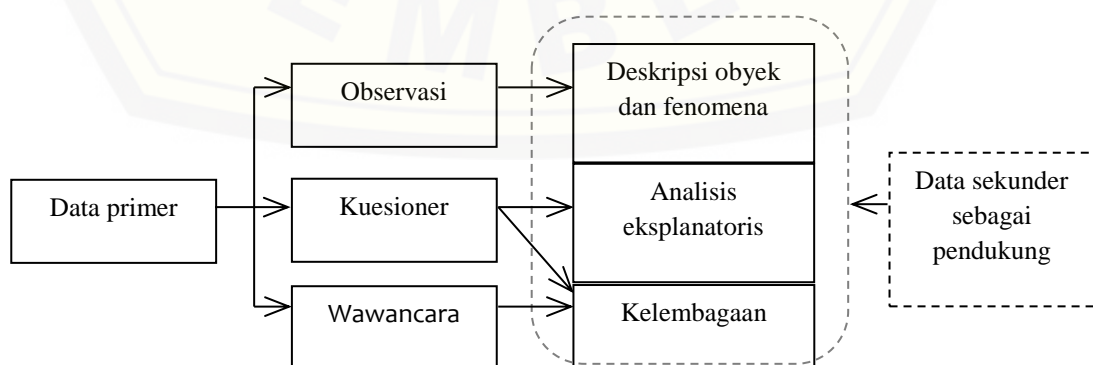 Observasi
Deskripsi obyek
dan fenomena
Data primer
Kuesioner
Analisis
eksplanatoris
Data sekunder
sebagai
pendukung
Wawancara
Kelembagaan